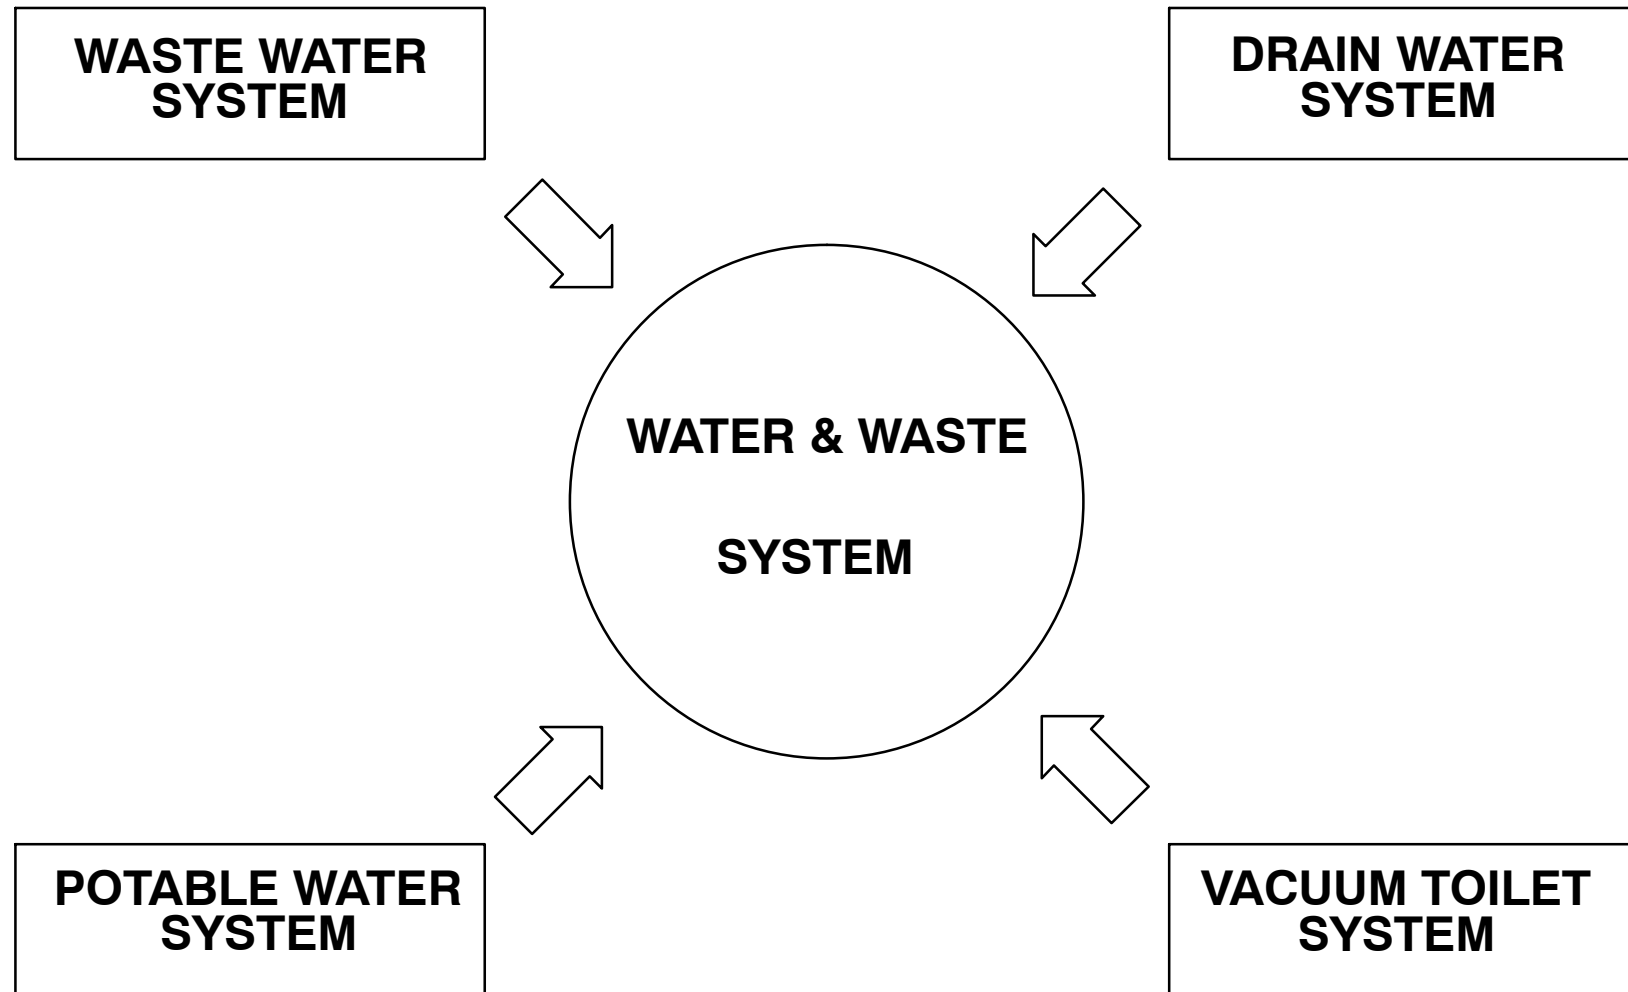 WASTE WATER
SYSTEM
DRAIN WATER
SYSTEM
WATER & WASTE
SYSTEM
POTABLE WATER
SYSTEM
VACUUM TOILET
SYSTEM